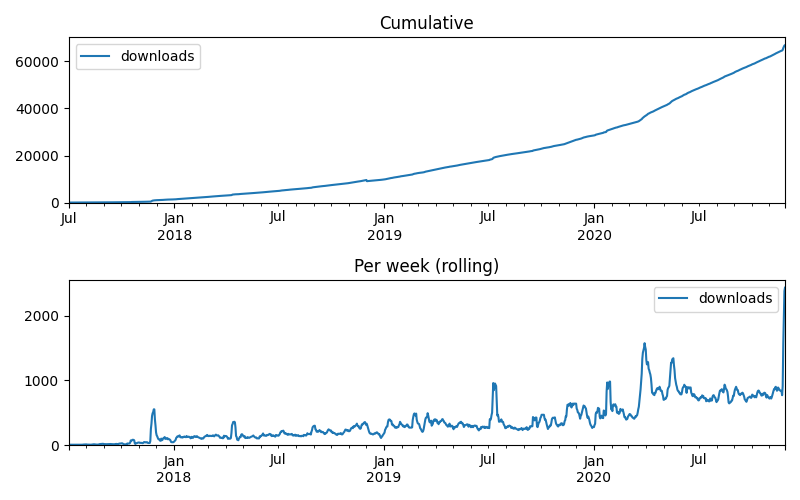 Cumulative
downloads
60000
40000
20000
0
Jul Jan Jul Jan Jul Jan Jul
2018 2019 2020
Per week (rolling)
downloads
2000
1000
0
Jan Jul Jan Jul Jan Jul
2018 2019 2020